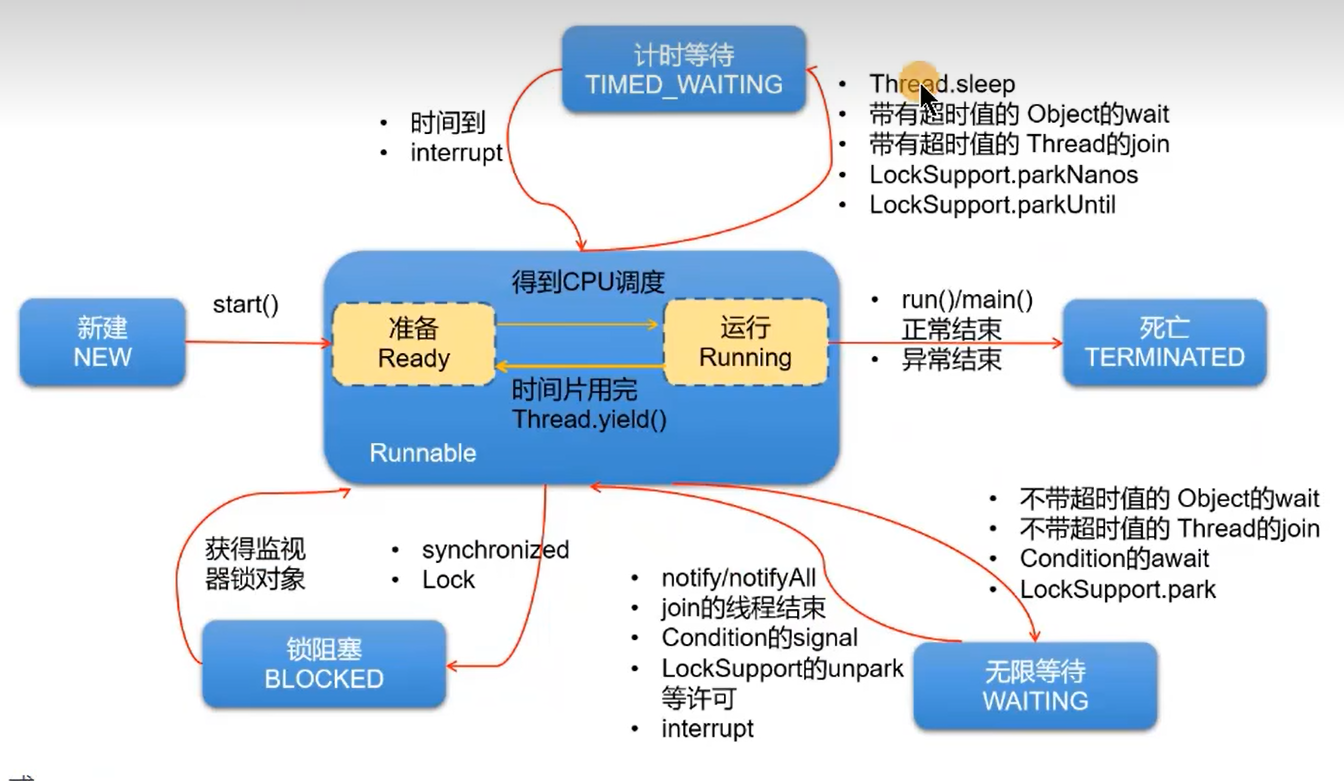 计时等待
TIMED_WAITING
• Thread.sleep
• 带有超时值的 Object的wait
• 带有超时值的 Thread的join
• LockSupport.parkNanos
• LockSupport.parkUntil
• 时间到
• interrupt
得到CPU调度
start()
新建
NEW
准备
Ready
运行
Running
时间片用完
Thread.yield()
Runnable
• run()/main()
正常结束
• 异常结束
死亡
TERMINATED
获得监视
器锁对象
• synchronized
• Lock
锁阻塞
BLOCKED
• notify/notifyAll
• join的线程结束
• Condition的signal
• LockSupport的unpark
等许可
• interrupt
• 不带超时值的 Object的wait
• 不带超时值的 Thread的join
• Condition的await
• LockSupport.park
无限等待
WAITING